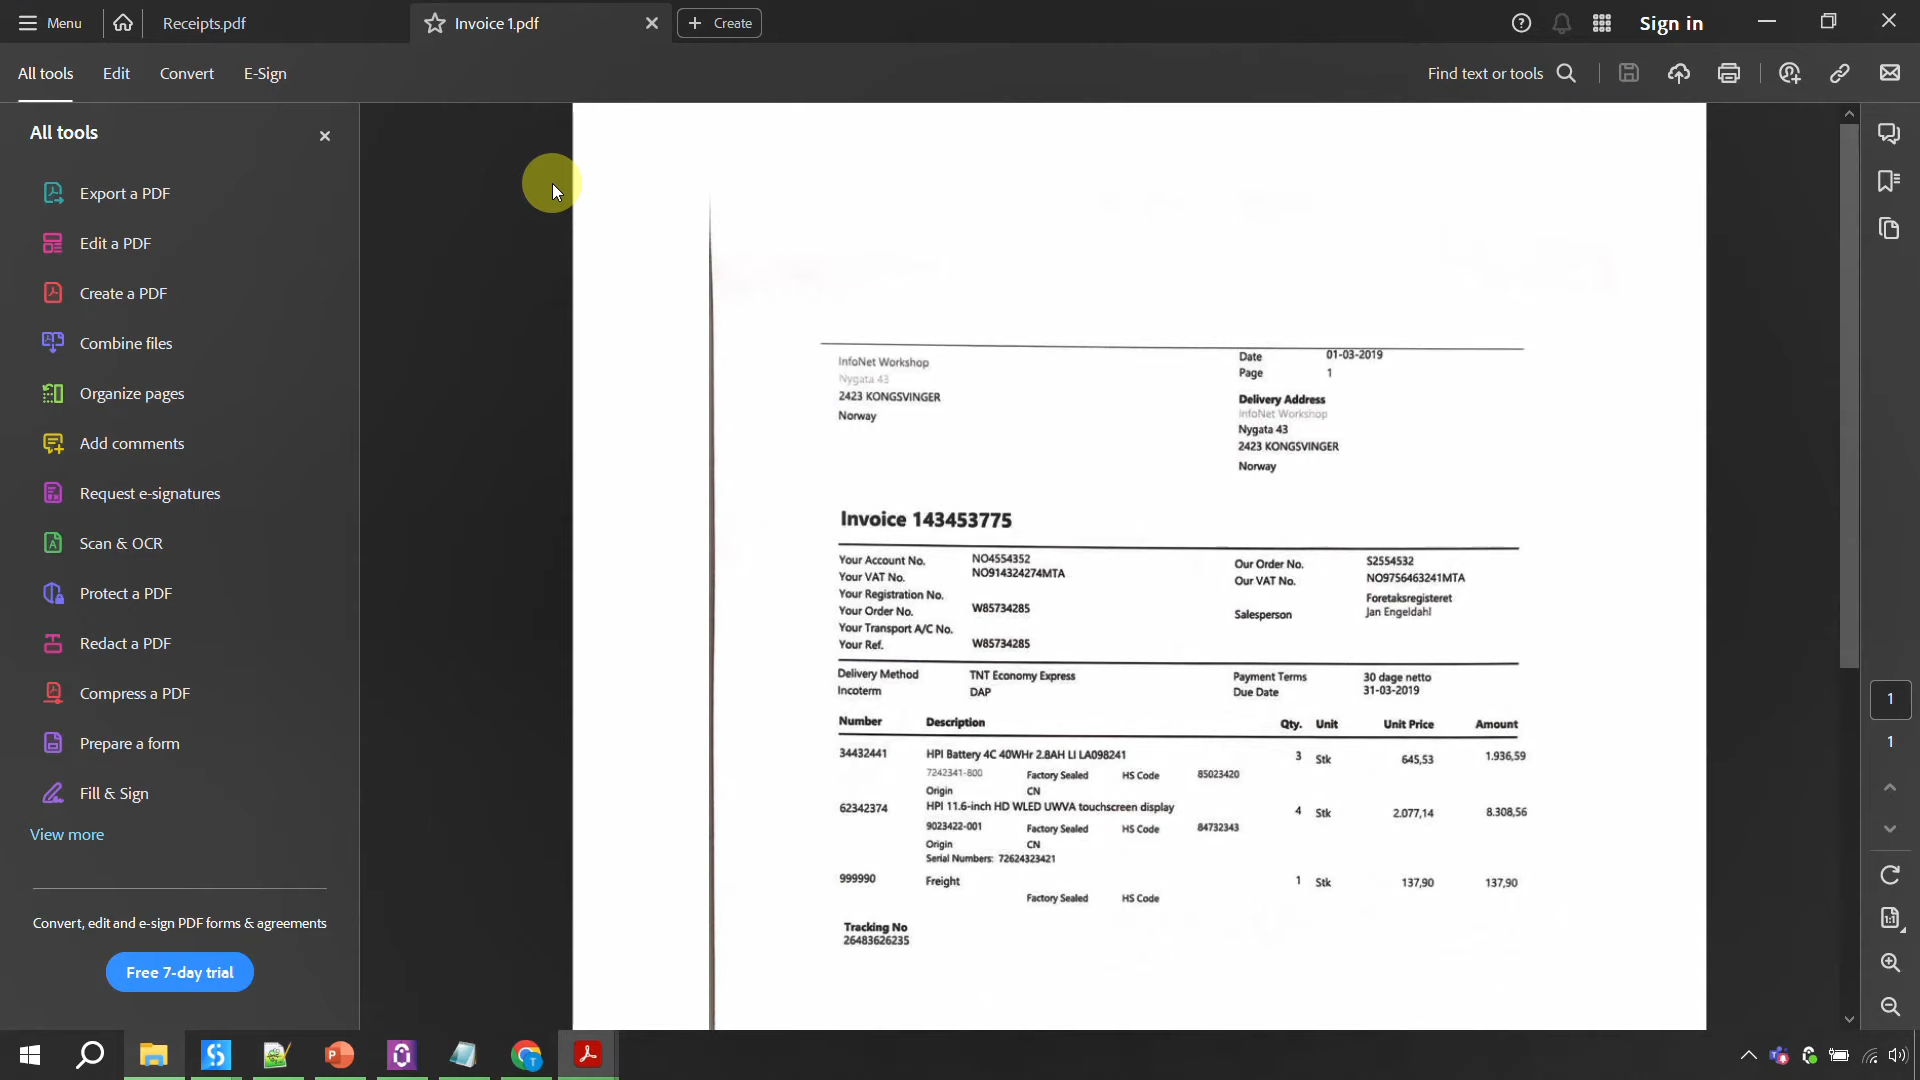 Menu
Receipts.pdf
Invoice 1.pdf
Create
Sign in
All tools
Edit
Convert
E-Sign
Find text or tools
All tools
Export a PDF
Edit a PDF
Create a PDF
Combine files
Organize pages
Add comments
Request e-signatures
Scan & OCR
Protect a PDF
Redact a PDF
Compress a PDF
Prepare a form
Fill & Sign
View more
Convert, edit and e-sign PDF forms & agreements
Free 7-day trial
InfoNet Workshop
Nygata 43
2423 KONGSVINGER
Norway
Date 01-03-2019
Page 1
Delivery Address
InfoNet Workshop
Nygata 43
2423 KONGSVINGER
Norway
Invoice 143453775
Your Account No. NO4554352
Your VAT No. NO914324274MTA
Your Registration No.
Your Order No. W85734285
Your Transport A/C No.
Your Ref. W85734285
Our Order No. S2554532
Our VAT No. NO9756463241MTA
Foretaksregisteret
Salesperson Jan Engeldahl
Delivery Method TNT Economy Express Payment Terms 30 dage netto
Incoterm DAP Due Date 31-03-2019
Number Description Qty. Unit Unit Price Amount
34432441 HPI Battery 4C 40WHr 2.8AH LI LA098241 3 Stk 645,53 1.936,59
7242341-800 Factory Sealed HS Code 85023420
Origin CN
62342374 HPI 11.6-inch HD WLED UWVA touchscreen display 4 Stk 2.077,14 8.308,56
9023422-001 Factory Sealed HS Code 84732343
Origin CN
Serial Numbers: 72624323421
999990 Freight 1 Stk 137,90 137,90
Factory Sealed HS Code
Tracking No
26483626235
1
1